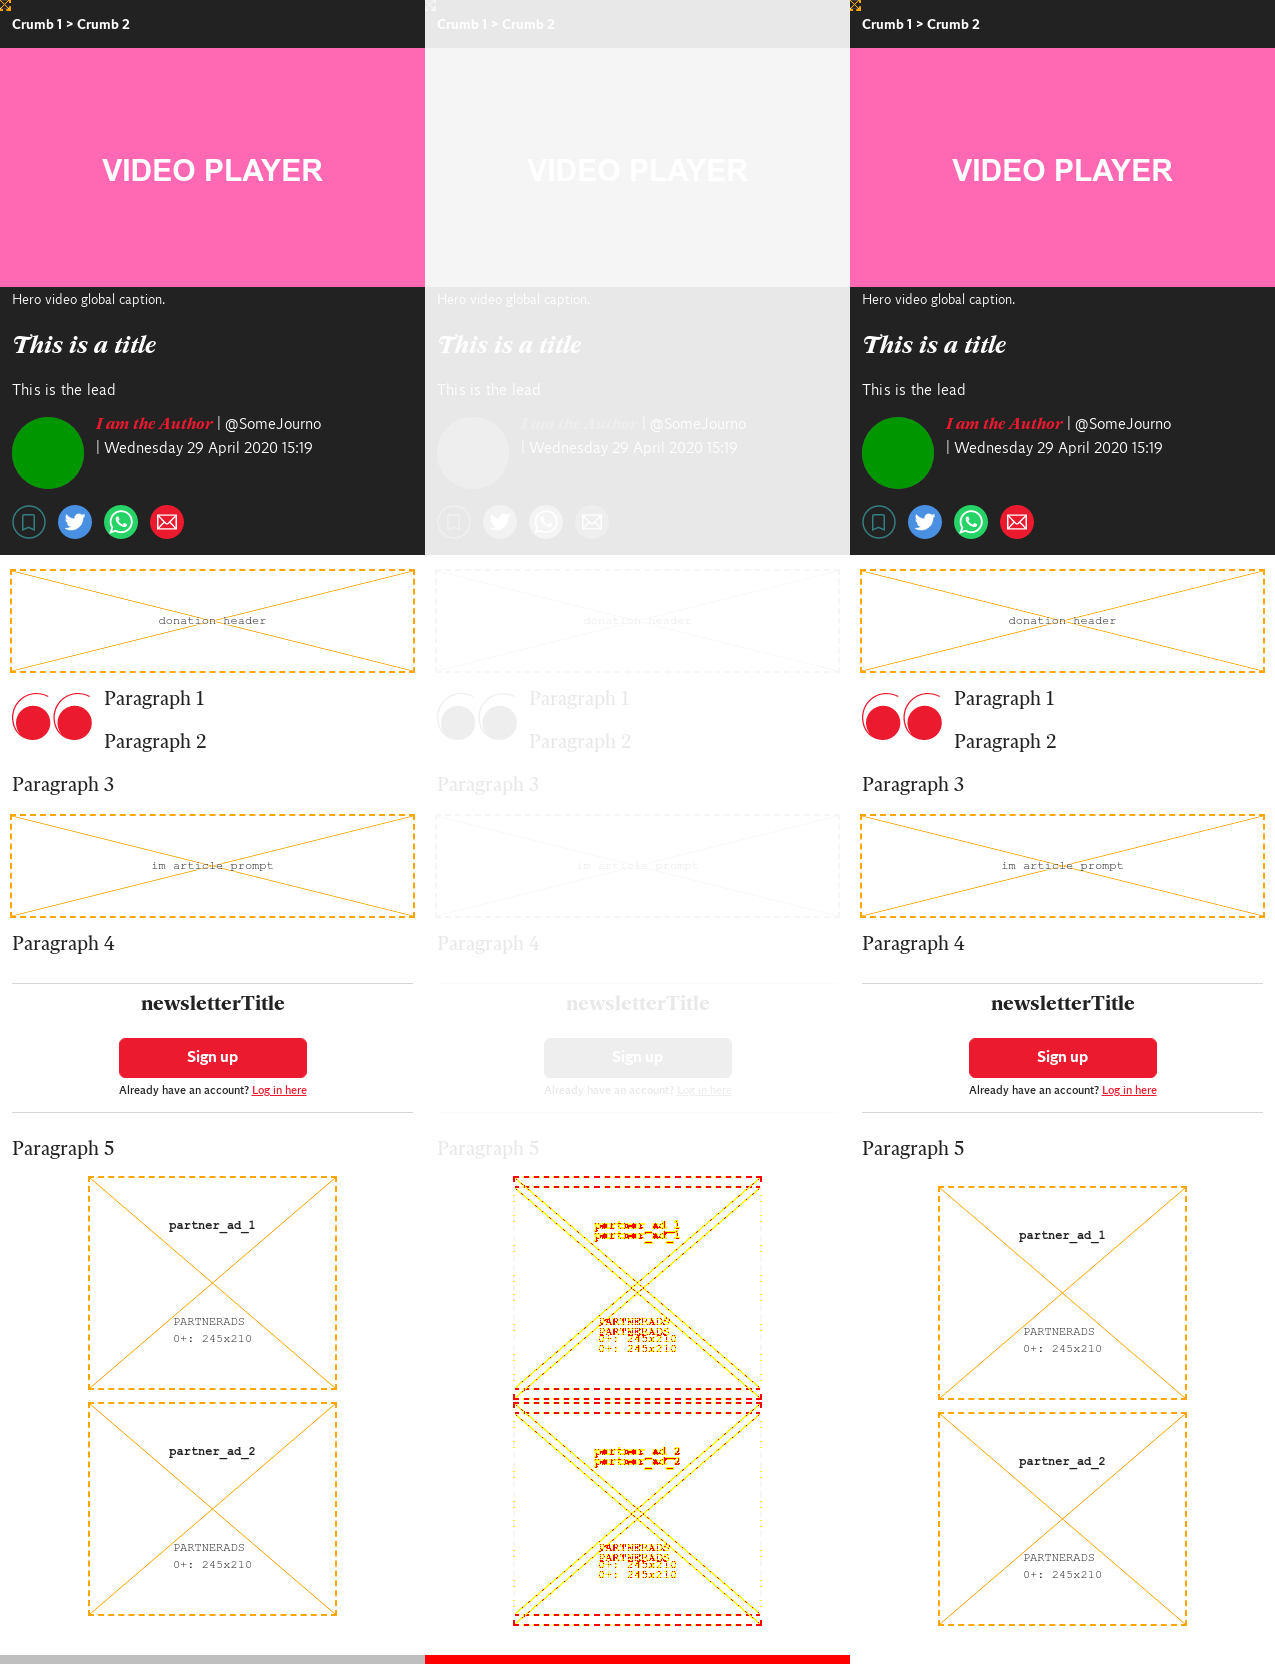 Crumb 1 > Crumb 2
VIDEO PLAYER
Hero video global caption.
This is a title
This is the lead
I am the Author | @SomeJourno
| Wednesday 29 April 2020 15:19
donation header
Paragraph 1
Paragraph 2
Paragraph 3
im article prompt
Paragraph 4
newsletterTitle
Sign up
Already have an account? Log in here
Paragraph 5
partner_ad_1
PARTNERADS
0+: 245x210
partner_ad_2
PARTNERADS
0+: 245x210
Crumb 1 > Crumb 2
VIDEO PLAYER
Hero video global caption.
This is a title
This is the lead
I am the Author | @SomeJourno
| Wednesday 29 April 2020 15:19
donation header
Paragraph 1
Paragraph 2
Paragraph 3
im article prompt
Paragraph 4
newsletterTitle
Sign up
Already have an account? Log in here
Paragraph 5
partner_ad_1
partner_ad_1
PARTNERADS
PARTNERADS
0+: 245x210
0+: 245x210
partner_ad_2
partner_ad_2
PARTNERADS
PARTNERADS
0+: 245x210
0+: 245x210
Crumb 1 > Crumb 2
VIDEO PLAYER
Hero video global caption.
This is a title
This is the lead
I am the Author | @SomeJourno
| Wednesday 29 April 2020 15:19
donation header
Paragraph 1
Paragraph 2
Paragraph 3
im article prompt
Paragraph 4
newsletterTitle
Sign up
Already have an account? Log in here
Paragraph 5
partner_ad_1
PARTNERADS
0+: 245x210
partner_ad_2
PARTNERADS
0+: 245x210